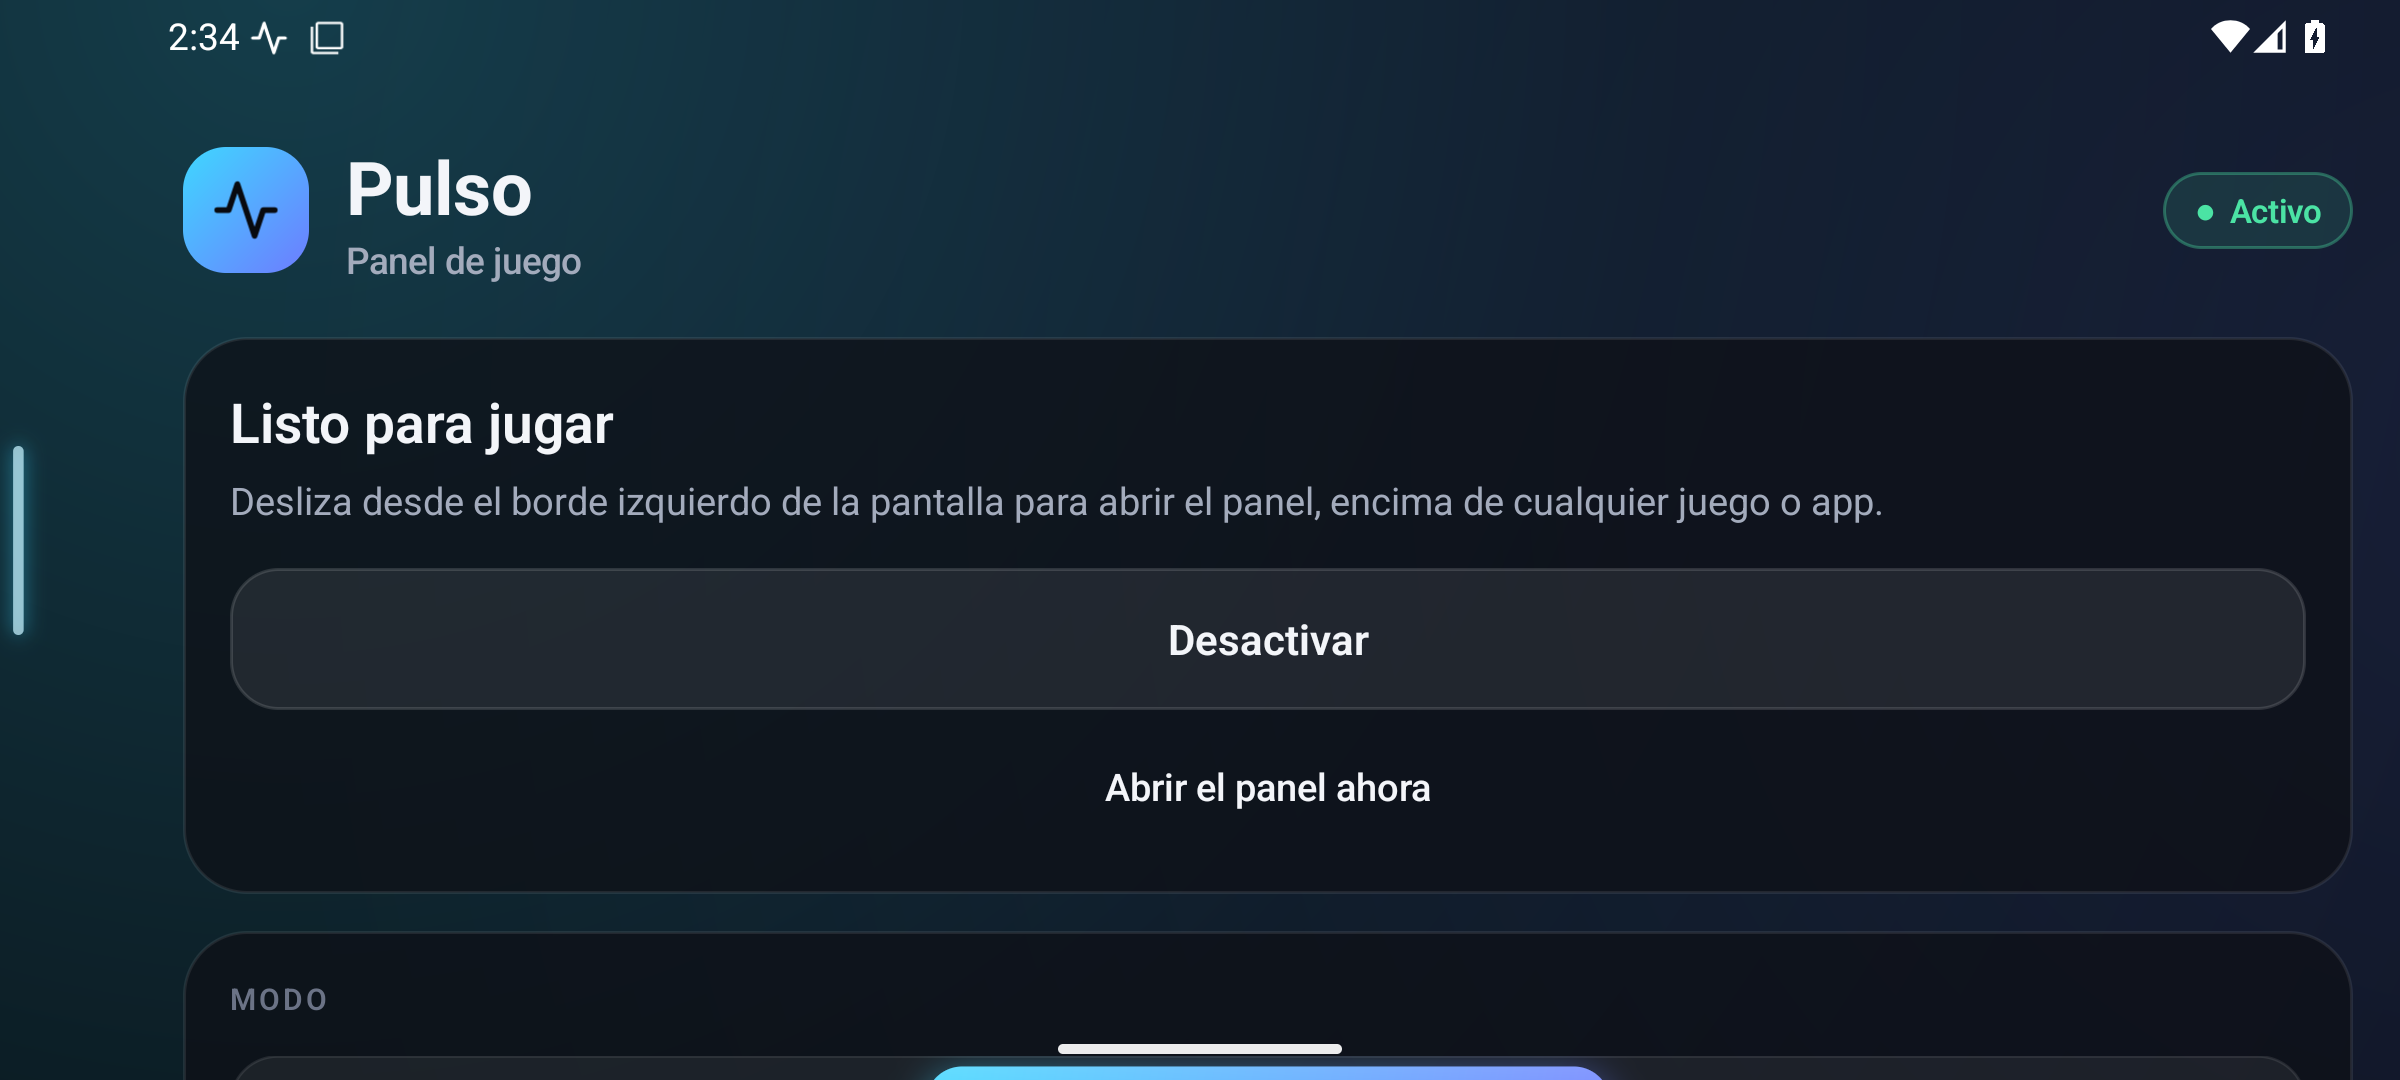 2:34
Pulso
Panel de juego
Activo
Listo para jugar
Desliza desde el borde izquierdo de la pantalla para abrir el panel, encima de cualquier juego o app.
Desactivar
Abrir el panel ahora
MODO